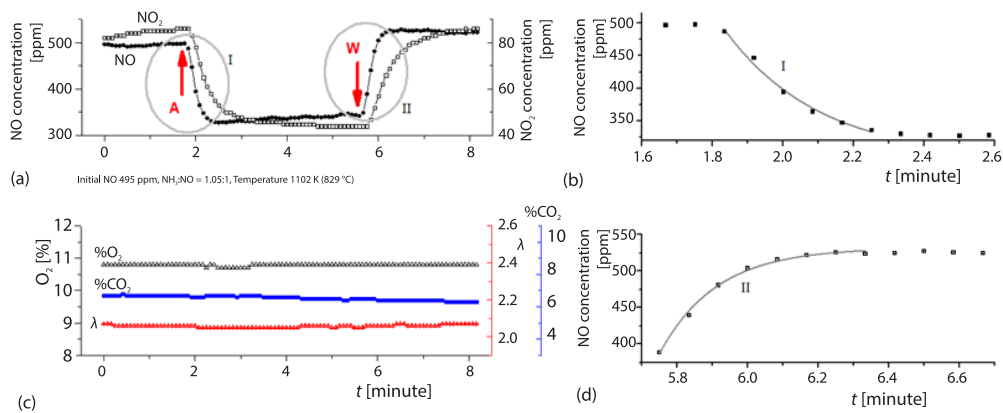 NO concentration [ppm]
500
400
300
NO₂
NO
I
A
W
II
80
60
40
NO₂ concentration [ppm]
0 2 4 6 8
(a)
Initial NO 495 ppm, NH₃:NO = 1.05:1, Temperature 1102 K (829 °C)
NO concentration [ppm]
500
450
400
350
I
1.6 1.8 2.0 2.2 2.4 2.6
t [minute]
(b)
O₂ [%]
12
11
10
9
8
%O₂
%CO₂
λ
2.6
2.4
2.2
2.0
λ
%CO₂
10
8
6
4
0 2 4 6 8
t [minute]
(c)
NO concentration [ppm]
550
500
450
400
II
5.8 6.0 6.2 6.4 6.6
t [minute]
(d)